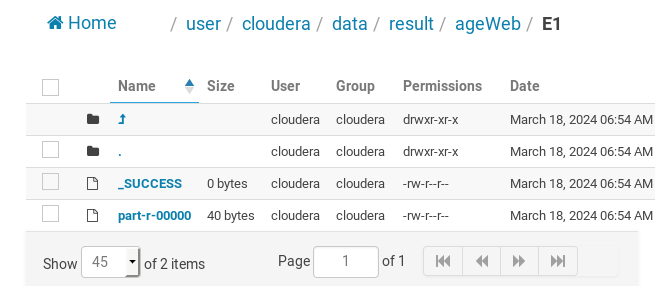 Home / user / cloudera / data / result / ageWeb / E1
Name Size User Group Permissions Date
cloudera cloudera drwxr-xr-x March 18, 2024 06:54 AM
. cloudera cloudera drwxr-xr-x March 18, 2024 06:54 AM
_SUCCESS 0 bytes cloudera cloudera -rw-r--r-- March 18, 2024 06:54 AM
part-r-00000 40 bytes cloudera cloudera -rw-r--r-- March 18, 2024 06:54 AM
Show 45 of 2 items Page 1 of 1